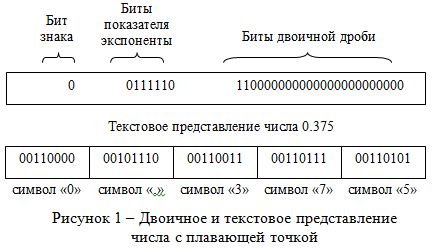 Бит
знака
Биты
показателя
экспоненты
Биты двоичной дроби
0 0111110 11000000000000000000000
Текстовое представление числа 0.375
00110000 00101110 00110011 00110111 00110101
символ «0» символ «.» символ «3» символ «7» символ «5»
Рисунок 1 – Двоичное и текстовое представление
числа с плавающей точкой